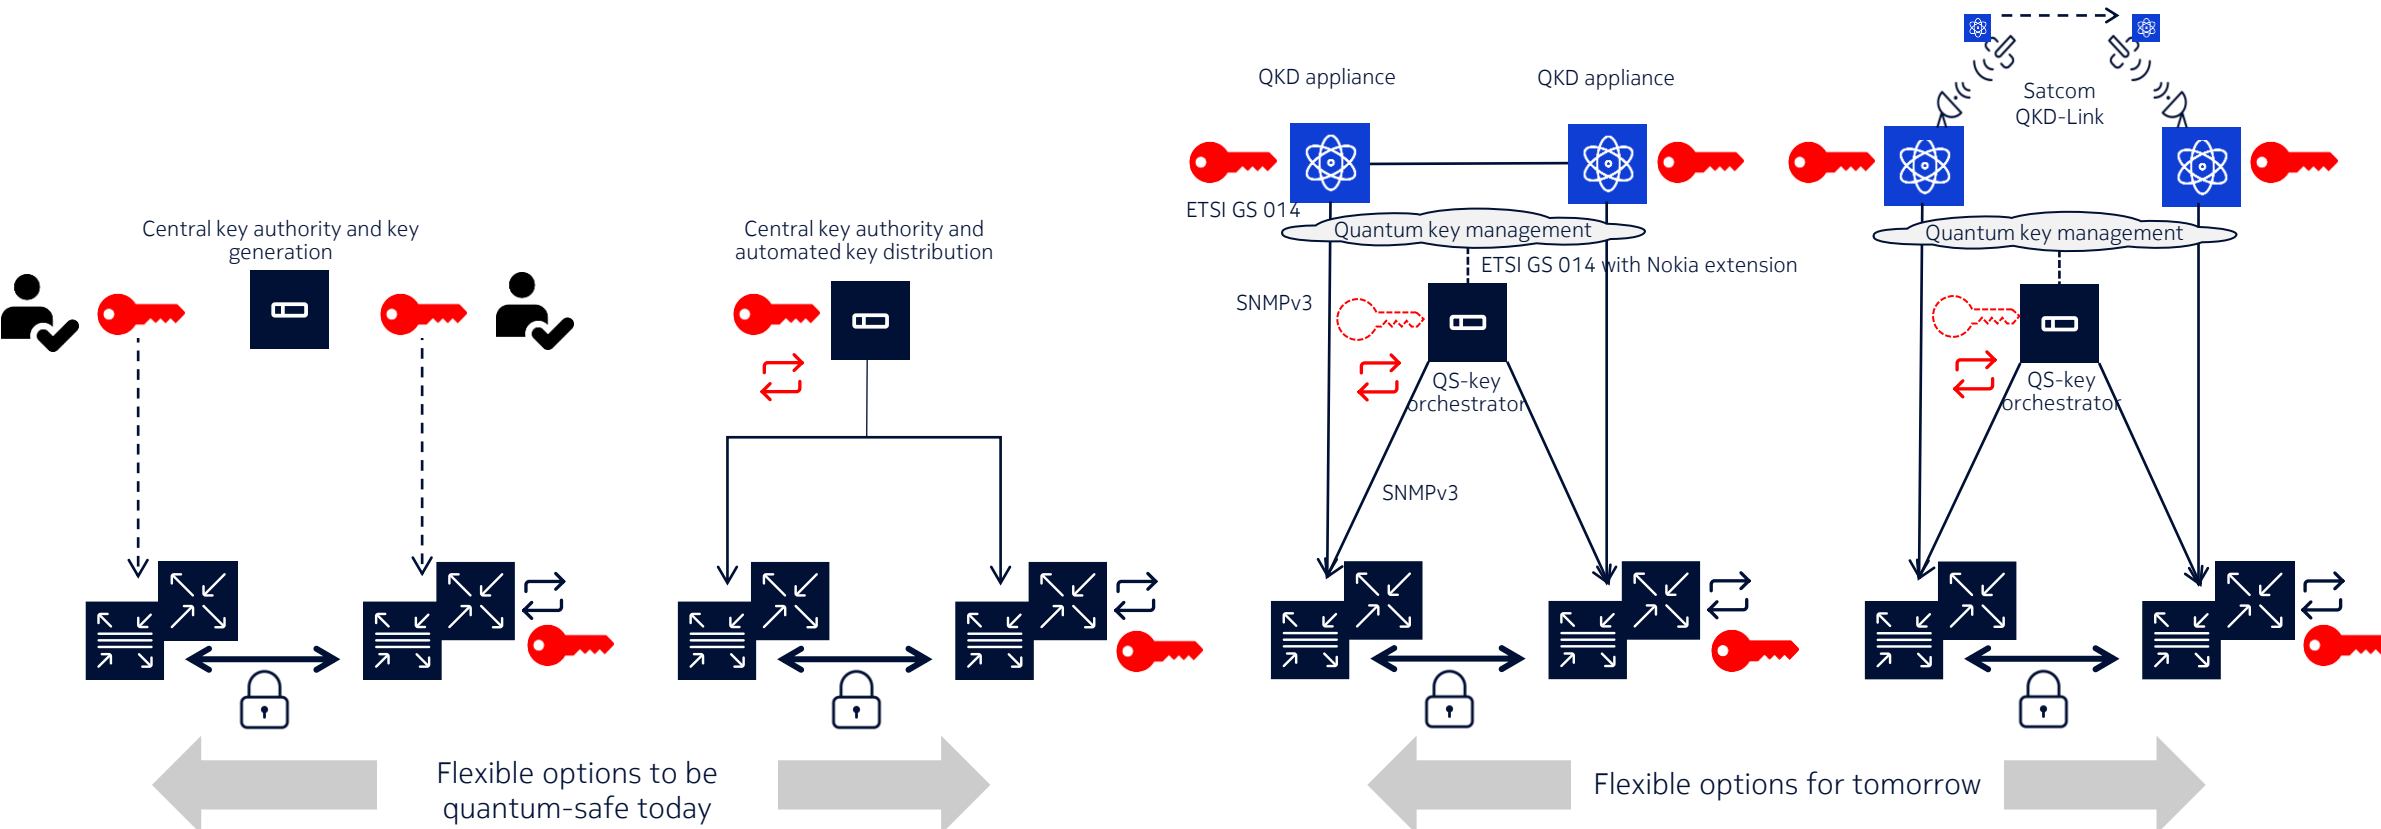 Central key authority and key
generation
Central key authority and
automated key distribution
QKD appliance
QKD appliance
ETSI GS 014
Quantum key management
ETSI GS 014 with Nokia extension
SNMPv3
QS-key
orchestrator
SNMPv3
Satcom
QKD-Link
Quantum key management
QS-key
orchestrator
Flexible options to be
quantum-safe today
Flexible options for tomorrow